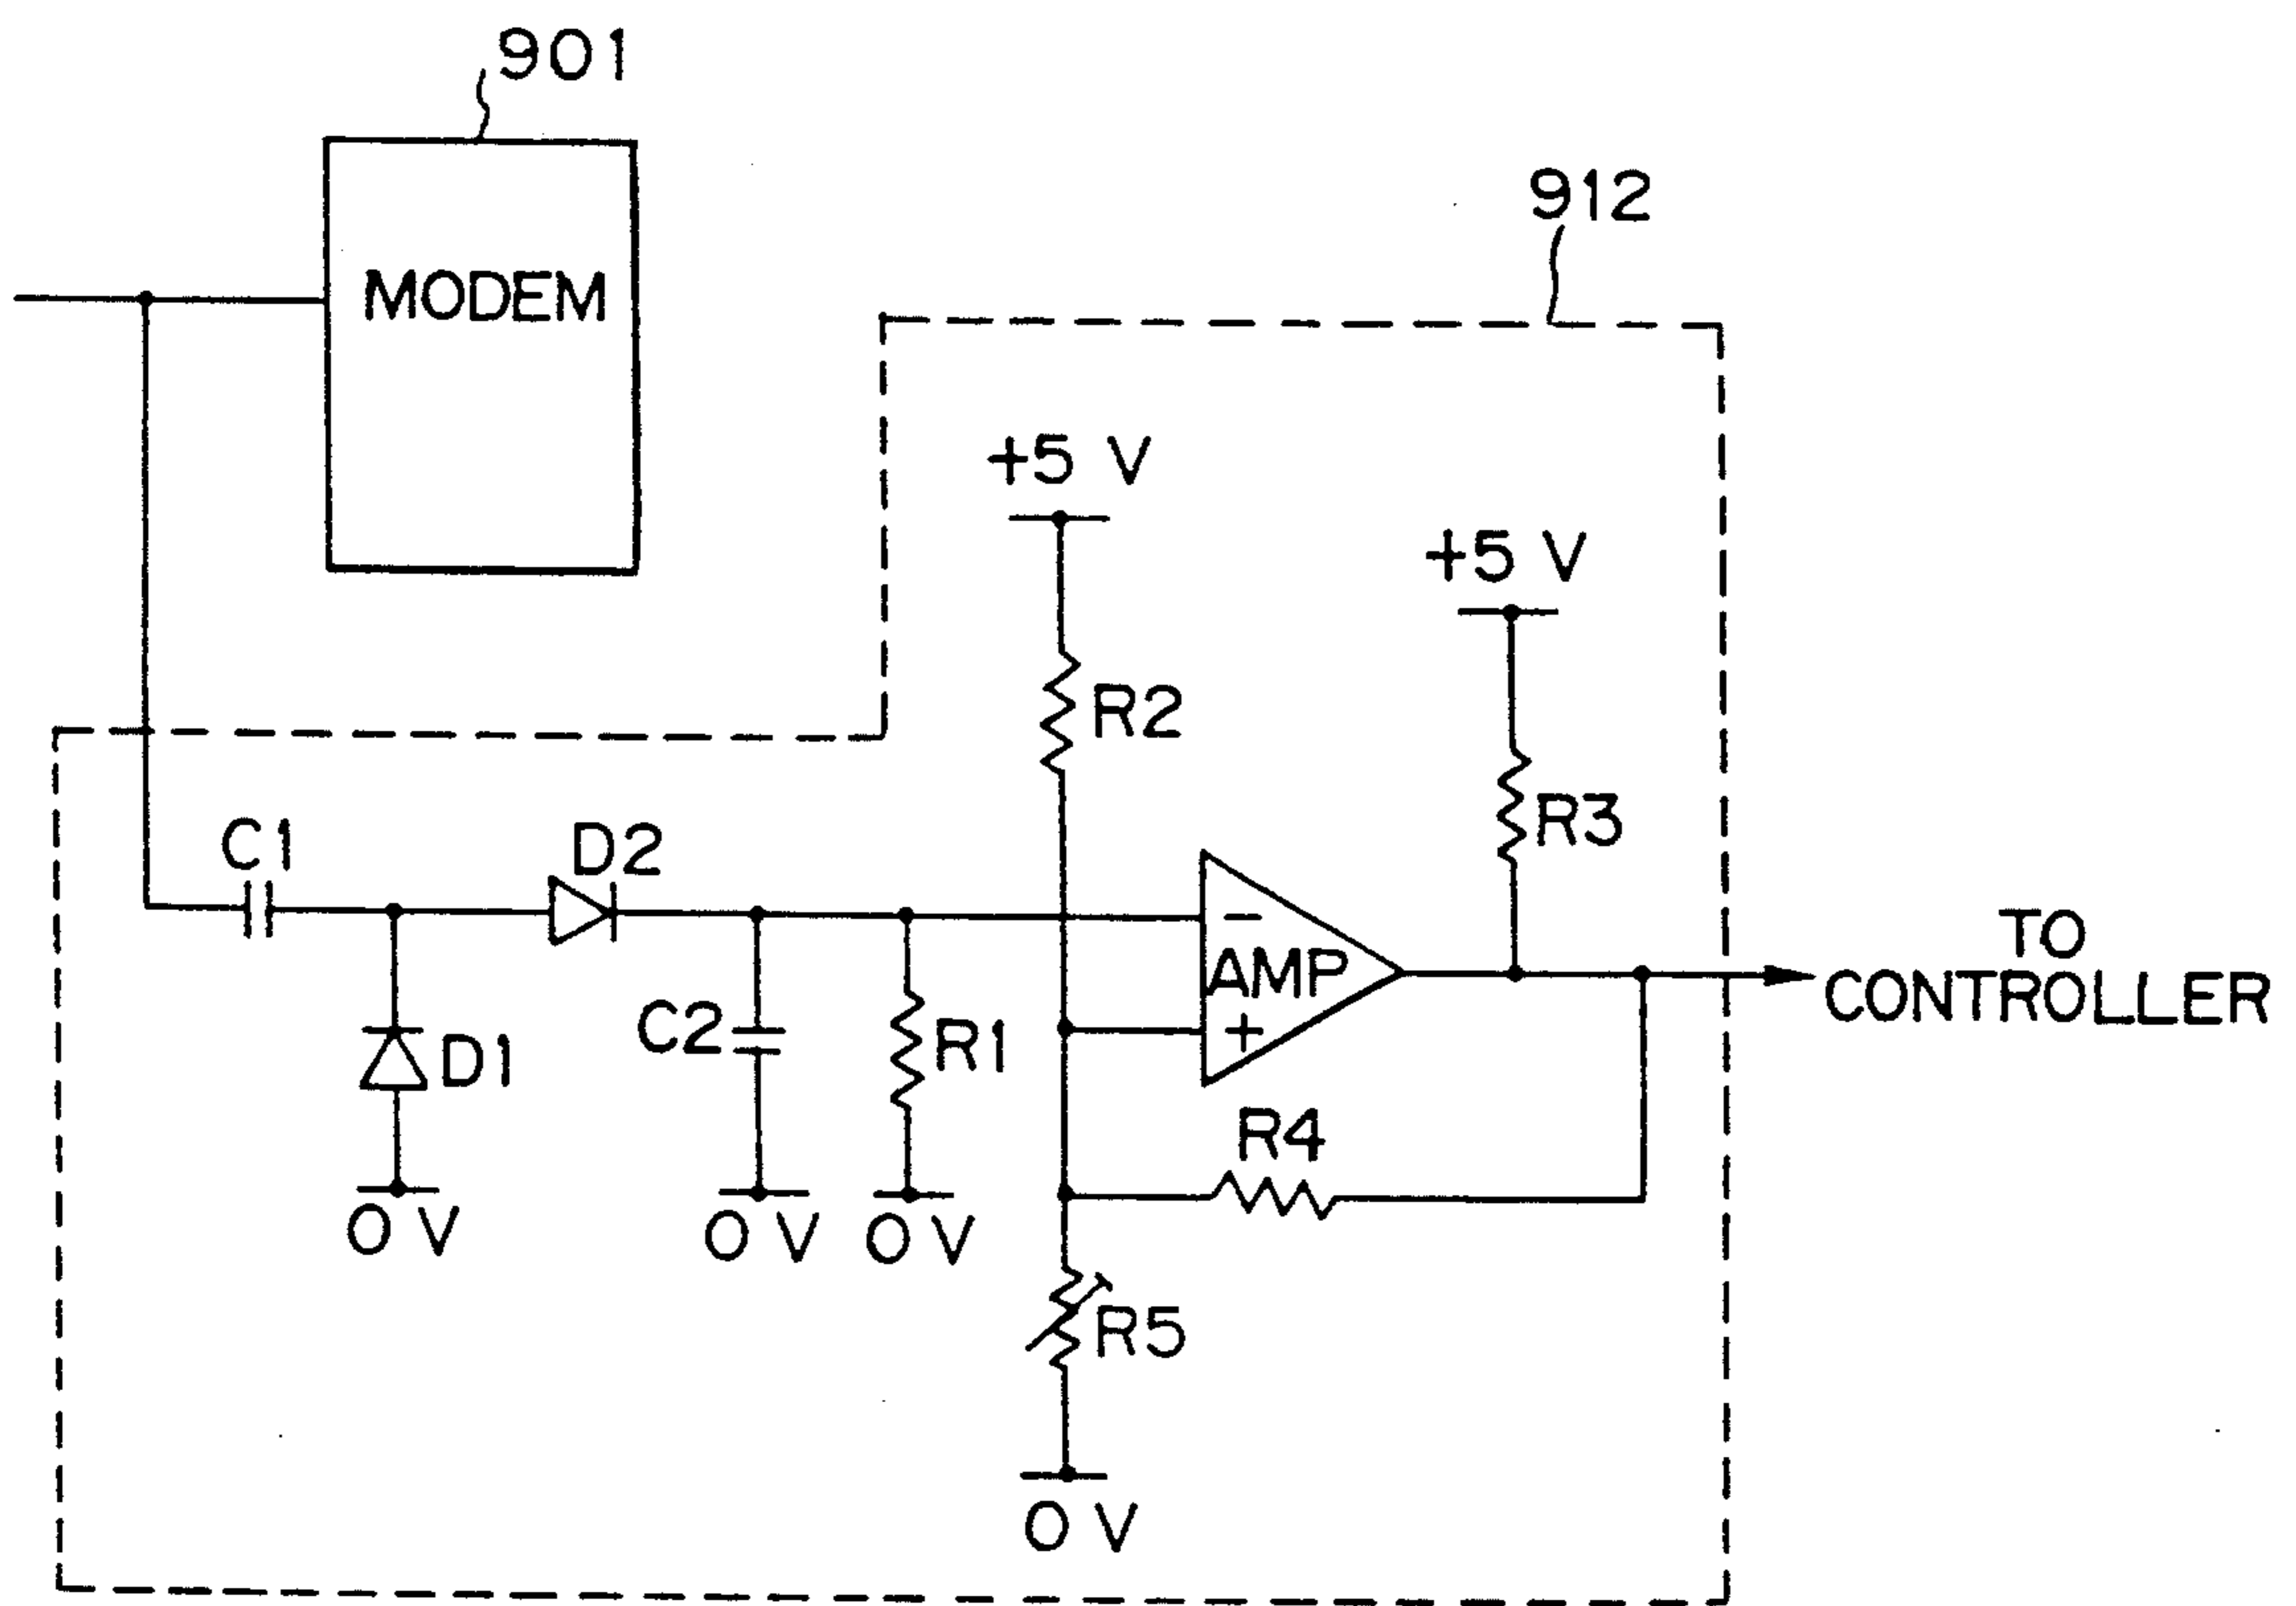 901
MODEM
912
+5 V
+5 V
R2
R3
C1
D2
−
AMP
+
TO
CONTROLLER
C2
R1
D1
R4
0 V
0 V
0 V
R5
0 V